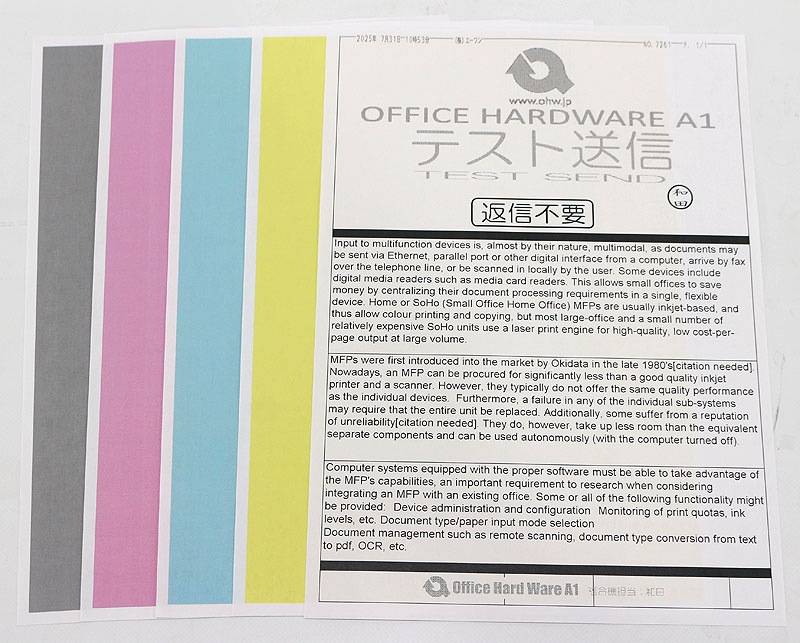 2025年 7月31日 10時53分 (株)エーワン NO. 7261 P. 1/1
www.ohw.jp
OFFICE HARDWARE A1
テスト送信
TEST SEND
和田
返信不要
Input to multifunction devices is, almost by their nature, multimodal, as documents may
be sent via Ethernet, parallel port or other digital interface from a computer, arrive by fax
over the telephone line, or be scanned in locally by the user. Some devices include
digital media readers such as media card readers. This allows small offices to save
money by centralizing their document processing requirements in a single, flexible
device. Home or SoHo (Small Office Home Office) MFPs are usually inkjet-based, and
thus allow colour printing and copying, but most large-office and a small number of
relatively expensive SoHo units use a laser print engine for high-quality, low cost-per-
page output at large volume.
MFPs were first introduced into the market by Okidata in the late 1980's[citation needed].
Nowadays, an MFP can be procured for significantly less than a good quality inkjet
printer and a scanner. However, they typically do not offer the same quality performance
as the individual devices. Furthermore, a failure in any of the individual sub-systems
may require that the entire unit be replaced. Additionally, some suffer from a reputation
of unreliability[citation needed]. They do, however, take up less room than the equivalent
separate components and can be used autonomously (with the computer turned off).
Computer systems equipped with the proper software must be able to take advantage of
the MFP's capabilities, an important requirement to research when considering
integrating an MFP with an existing office. Some or all of the following functionality might
be provided: Device administration and configuration Monitoring of print quotas, ink
levels, etc. Document type/paper input mode selection
Document management such as remote scanning, document type conversion from text
to pdf, OCR, etc.
Office Hard Ware A1 複合機担当：和田